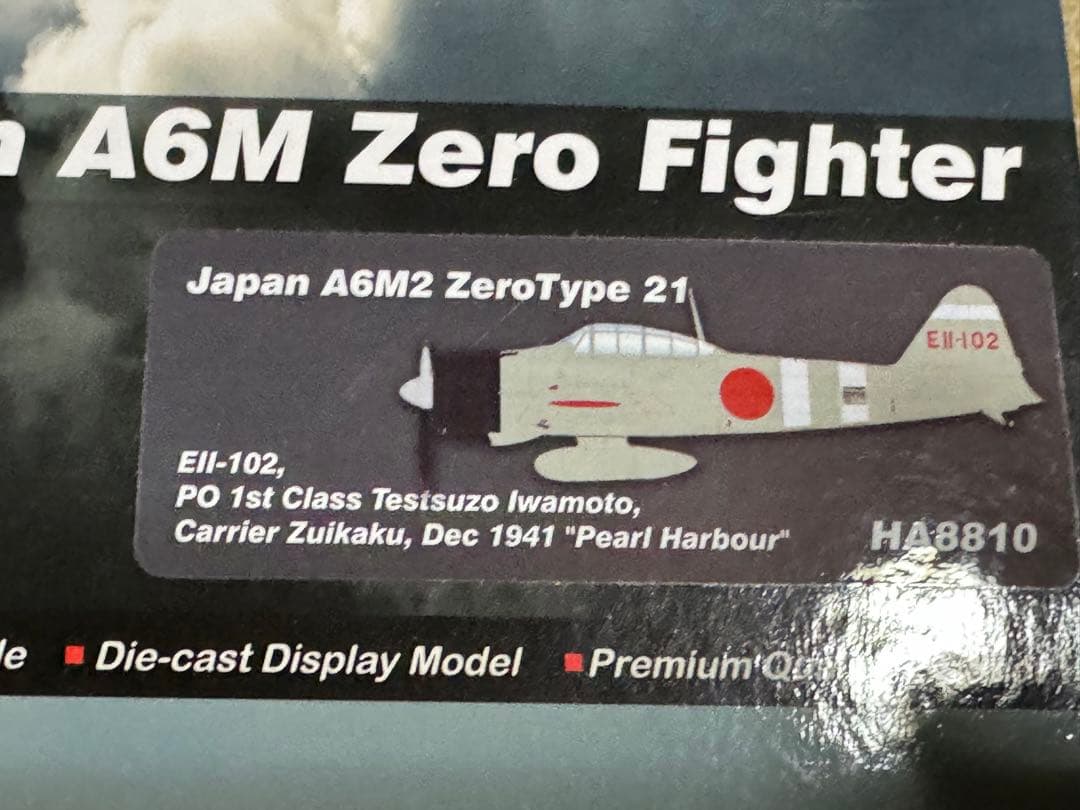 A6M Zero Fighter
Japan A6M2 ZeroType 21
EII-102
EII-102,
PO 1st Class Testsuzo Iwamoto,
Carrier Zuikaku, Dec 1941 "Pearl Harbour"
HA8810
Die-cast Display Model
Premium